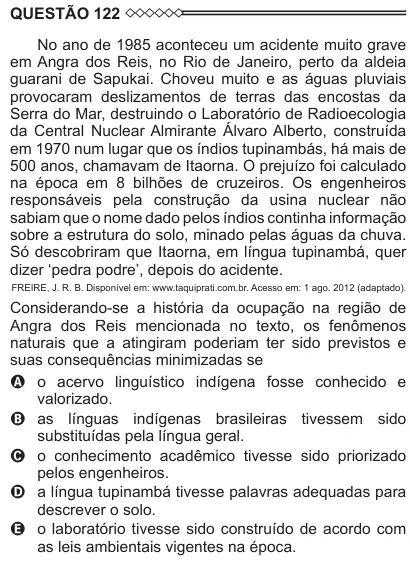 QUESTÃO 122
No ano de 1985 aconteceu um acidente muito grave
em Angra dos Reis, no Rio de Janeiro, perto da aldeia
guarani de Sapukai. Choveu muito e as águas pluviais
provocaram deslizamentos de terras das encostas da
Serra do Mar, destruindo o Laboratório de Radioecologia
da Central Nuclear Almirante Álvaro Alberto, construída
em 1970 num lugar que os índios tupinambás, há mais de
500 anos, chamavam de Itaorna. O prejuízo foi calculado
na época em 8 bilhões de cruzeiros. Os engenheiros
responsáveis pela construção da usina nuclear não
sabiam que o nome dado pelos índios continha informação
sobre a estrutura do solo, minado pelas águas da chuva.
Só descobriram que Itaorna, em língua tupinambá, quer
dizer ‘pedra podre’, depois do acidente.
FREIRE, J. R. B. Disponível em: www.taquiprati.com.br. Acesso em: 1 ago. 2012 (adaptado).
Considerando-se a história da ocupação na região de
Angra dos Reis mencionada no texto, os fenômenos
naturais que a atingiram poderiam ter sido previstos e
suas consequências minimizadas se
A o acervo linguístico indígena fosse conhecido e
valorizado.
B as línguas indígenas brasileiras tivessem sido
substituídas pela língua geral.
C o conhecimento acadêmico tivesse sido priorizado
pelos engenheiros.
D a língua tupinambá tivesse palavras adequadas para
descrever o solo.
E o laboratório tivesse sido construído de acordo com
as leis ambientais vigentes na época.